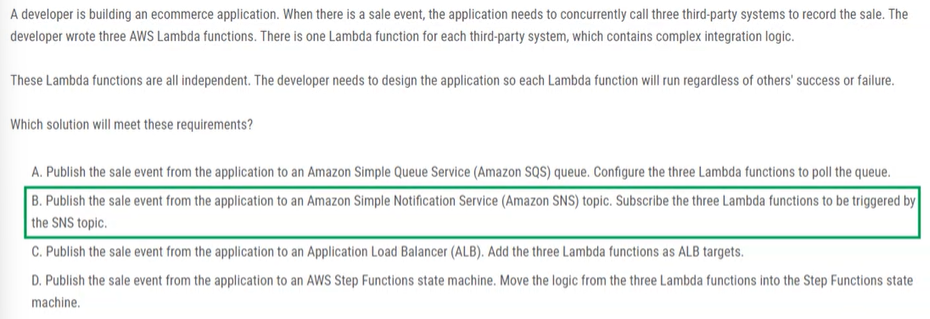 A developer is building an ecommerce application. When there is a sale event, the application needs to concurrently call three third-party systems to record the sale. The
developer wrote three AWS Lambda functions. There is one Lambda function for each third-party system, which contains complex integration logic.
These Lambda functions are all independent. The developer needs to design the application so each Lambda function will run regardless of others' success or failure.
Which solution will meet these requirements?
A. Publish the sale event from the application to an Amazon Simple Queue Service (Amazon SQS) queue. Configure the three Lambda functions to poll the queue.
B. Publish the sale event from the application to an Amazon Simple Notification Service (Amazon SNS) topic. Subscribe the three Lambda functions to be triggered by
the SNS topic.
C. Publish the sale event from the application to an Application Load Balancer (ALB). Add the three Lambda functions as ALB targets.
D. Publish the sale event from the application to an AWS Step Functions state machine. Move the logic from the three Lambda functions into the Step Functions state
machine.